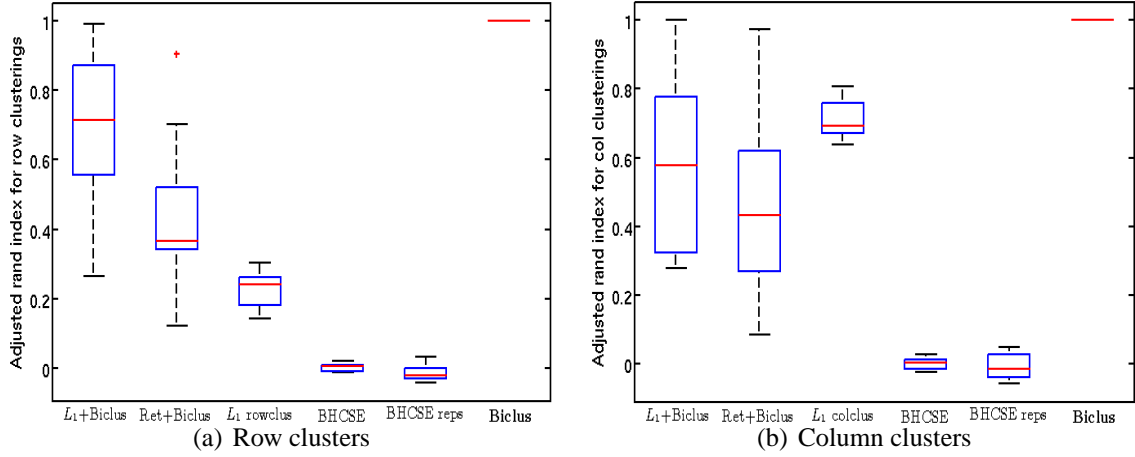 Adjusted rand index for row clusterings
1
0.8
0.6
0.4
0.2
0
L₁+Biclus Ret+Biclus L₁ rowclus BHCSE BHCSE reps Biclus
(a) Row clusters
Adjusted rand index for col clusterings
1
0.8
0.6
0.4
0.2
0
L₁+Biclus Ret+Biclus L₁ colclus BHCSE BHCSE reps Biclus
(b) Column clusters